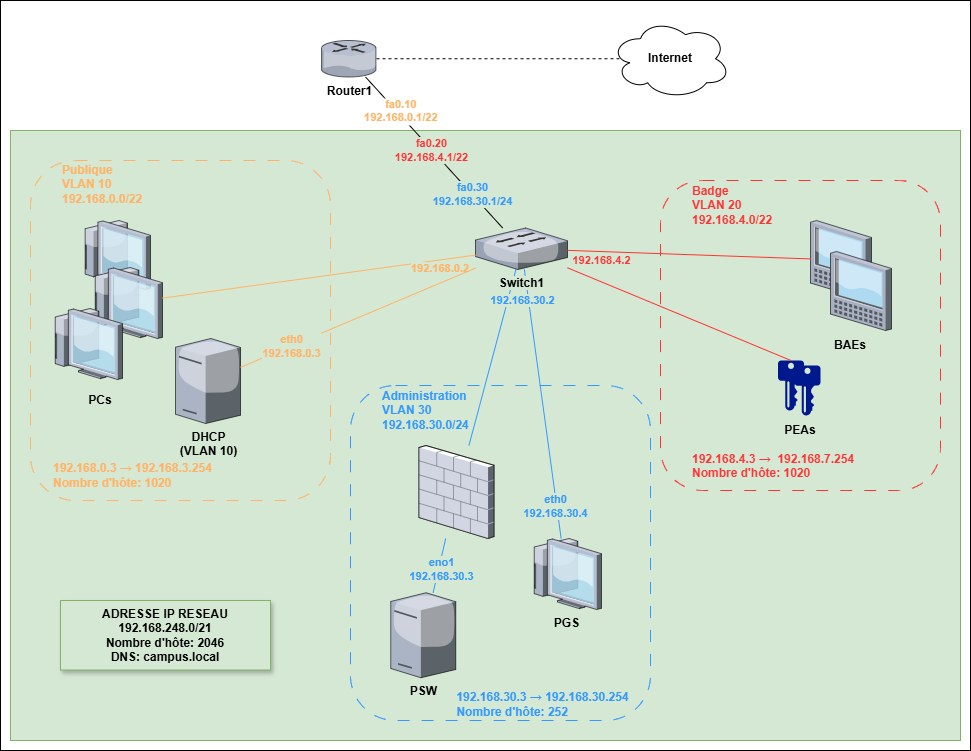 Internet
Router1
fa0.10
192.168.0.1/22
fa0.20
192.168.4.1/22
fa0.30
192.168.30.1/24
Publique
VLAN 10
192.168.0.0/22
Badge
VLAN 20
192.168.4.0/22
192.168.0.2
192.168.4.2
Switch1
192.168.30.2
eth0
192.168.0.3
BAEs
PCs
DHCP
(VLAN 10)
PEAs
Administration
VLAN 30
192.168.30.0/24
192.168.0.3 → 192.168.3.254
Nombre d'hôte: 1020
192.168.4.3 → 192.168.7.254
Nombre d'hôte: 1020
eth0
192.168.30.4
eno1
192.168.30.3
ADRESSE IP RESEAU
192.168.248.0/21
Nombre d'hôte: 2046
DNS: campus.local
PGS
PSW
192.168.30.3 → 192.168.30.254
Nombre d'hôte: 252